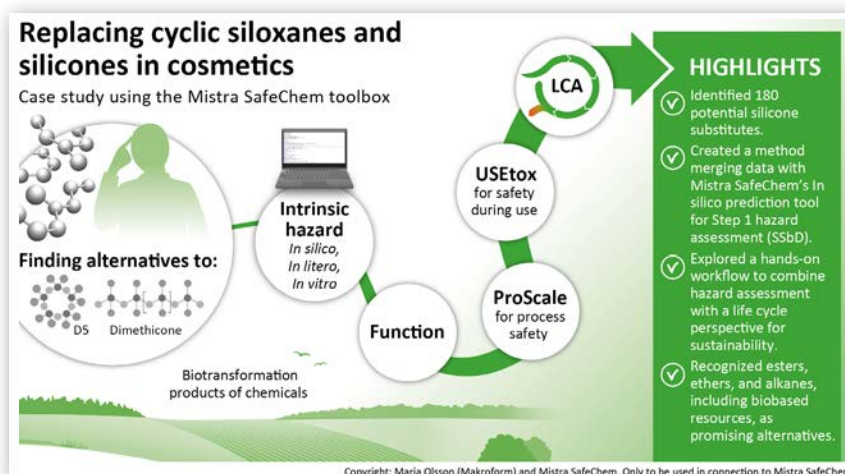 Replacing cyclic siloxanes and
silicones in cosmetics
Case study using the Mistra SafeChem toolbox
Finding alternatives to:
D5 Dimethicone
Intrinsic
hazard
In silico,
In litero,
In vitro
Function
Biotransformation
products of chemicals
ProScale
for process
safety
USEtox
for safety
during use
LCA
HIGHLIGHTS
Identified 180
potential silicone
substitutes.
Created a method
merging data with
Mistra SafeChem's In
silico prediction tool
for Step 1 hazard
assessment (SSbD).
Explored a hands-on
workflow to combine
hazard assessment
with a life cycle
perspective for
sustainability.
Recognized esters,
ethers, and alkanes,
including biobased
resources, as
promising alternatives.
Copyright: Maria Olsson (Makroform) and Mistra SafeChem. Only to be used in connection to Mistra SafeChem